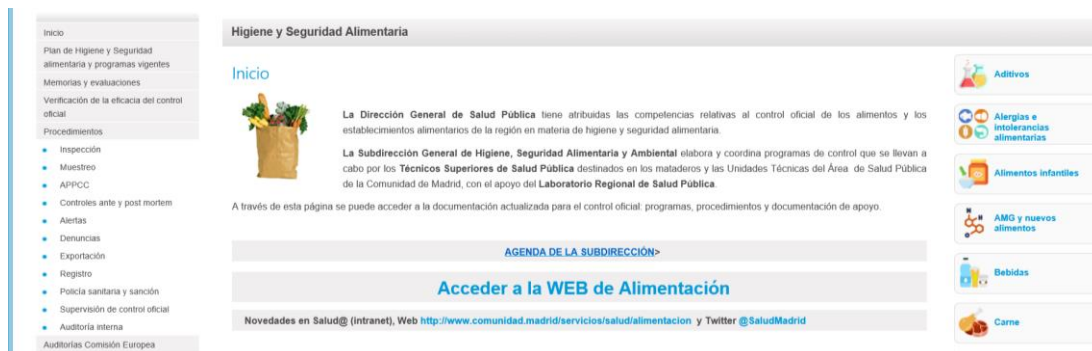 Inicio
Plan de Higiene y Seguridad
alimentaria y programas vigentes
Memorias y evaluaciones
Verificación de la eficacia del control
oficial
Procedimientos
Inspección
Muestreo
APPCC
Controles ante y post mortem
Alertas
Denuncias
Exportación
Registro
Policía sanitaria y sanción
Supervisión de control oficial
Auditoría interna
Auditorías Comisión Europea
Higiene y Seguridad Alimentaria
Inicio
La Dirección General de Salud Pública tiene atribuidas las competencias relativas al control oficial de los alimentos y los
establecimientos alimentarios de la región en materia de higiene y seguridad alimentaria.
La Subdirección General de Higiene, Seguridad Alimentaria y Ambiental elabora y coordina programas de control que se llevan a
cabo por los Técnicos Superiores de Salud Pública destinados en los mataderos y las Unidades Técnicas del Área de Salud Pública
de la Comunidad de Madrid, con el apoyo del Laboratorio Regional de Salud Pública.
A través de esta página se puede acceder a la documentación actualizada para el control oficial: programas, procedimientos y documentación de apoyo.
AGENDA DE LA SUBDIRECCIÓN>
Acceder a la WEB de Alimentación
Novedades en Salud@ (intranet), Web http://www.comunidad.madrid/servicios/salud/alimentacion y Twitter @SaludMadrid
Aditivos
Alergias e
intolerancias
alimentarias
Alimentos infantiles
AMG y nuevos
alimentos
Bebidas
Carne